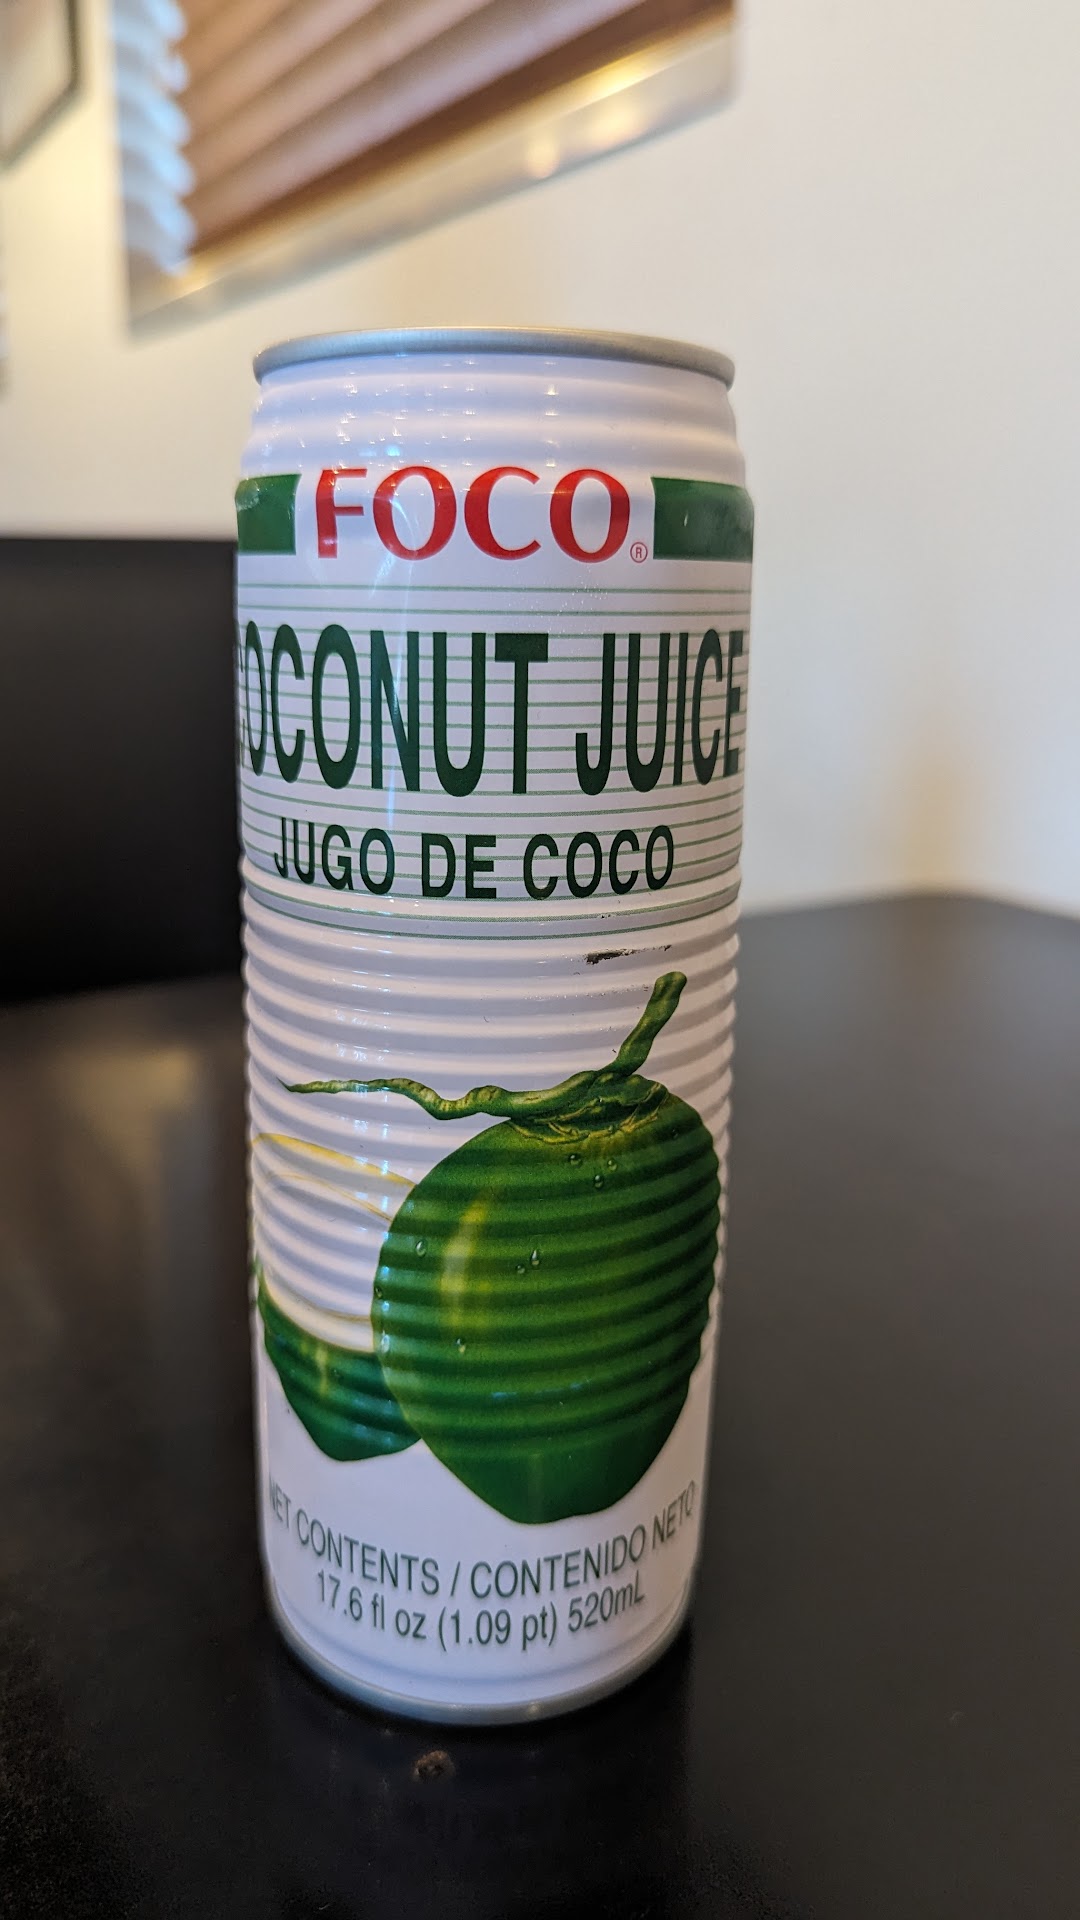 FOCO®
COCONUT JUICE
JUGO DE COCO
NET CONTENTS / CONTENIDO NETO
17.6 fl oz (1.09 pt) 520mL